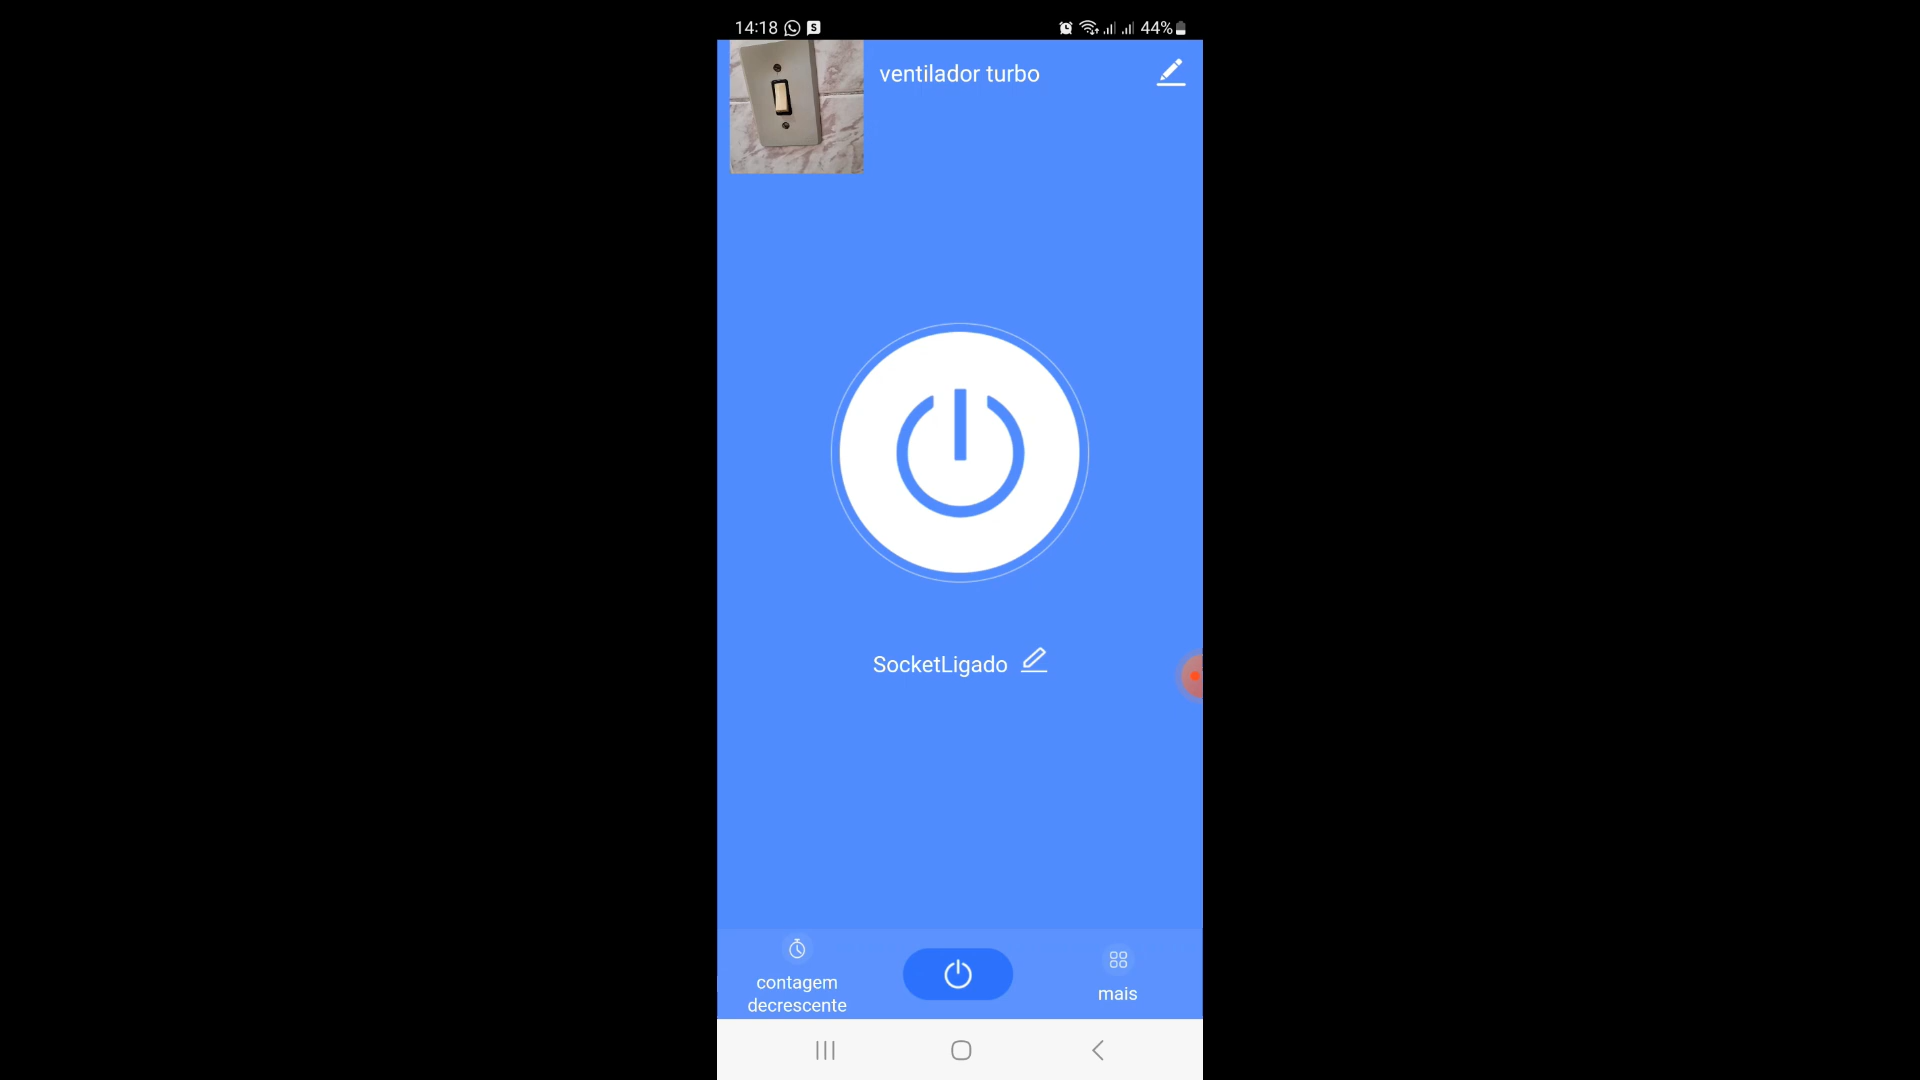 14:18 S 44%
ventilador turbo
SocketLigado
contagem
decrescente
mais